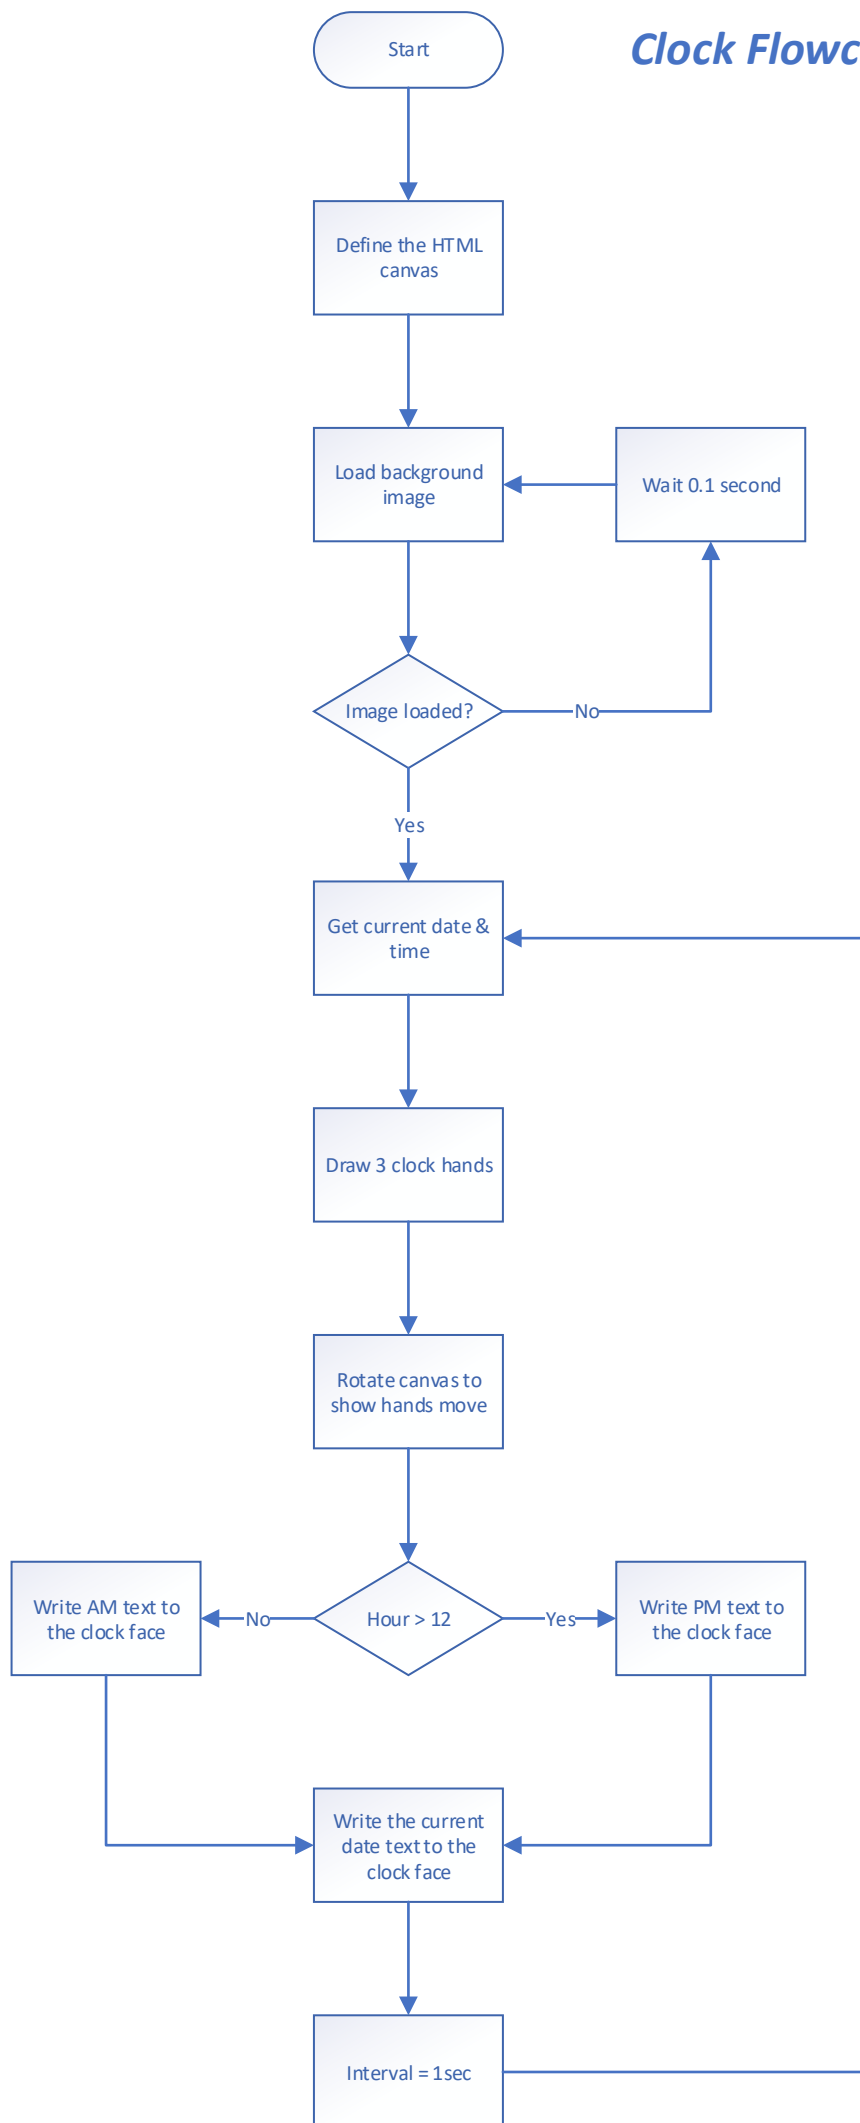 Start
Clock Flowc
Define the HTML
canvas
Load background
image
Wait 0.1 second
Image loaded?
No
Yes
Get current date &
time
Draw 3 clock hands
Rotate canvas to
show hands move
Write AM text to
the clock face
No
Hour > 12
Yes
Write PM text to
the clock face
Write the current
date text to the
clock face
Interval = 1sec